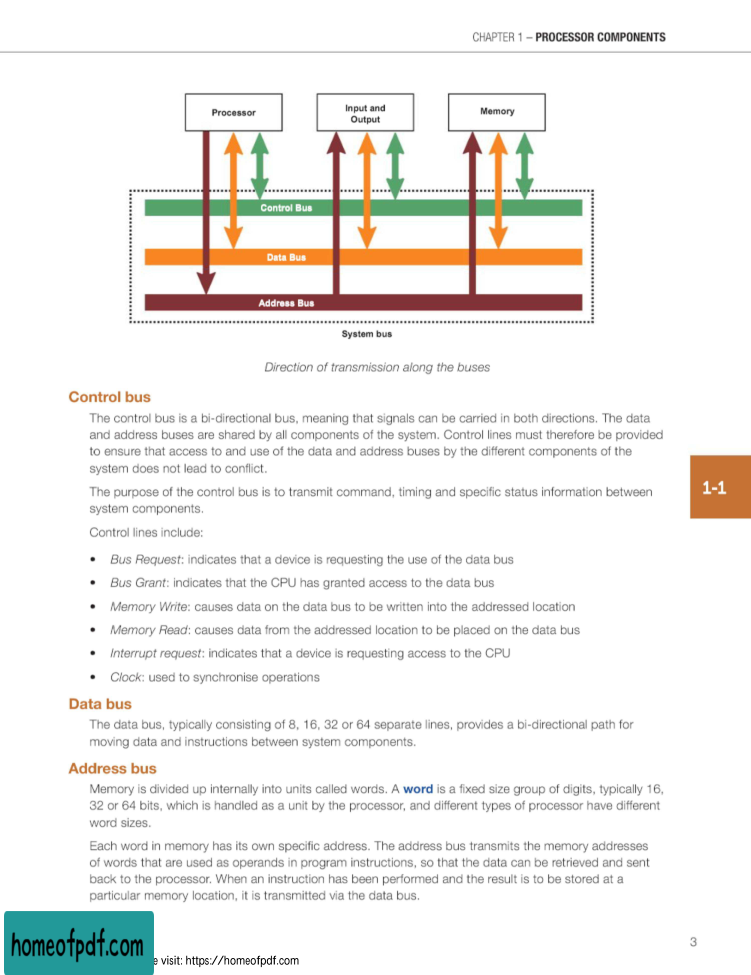 CHAPTER 1 – PROCESSOR COMPONENTS
Processor
Input and
Output
Memory
Control Bus
Data Bus
Address Bus
System bus
Direction of transmission along the buses
Control bus
The control bus is a bi-directional bus, meaning that signals can be carried in both directions. The data
and address buses are shared by all components of the system. Control lines must therefore be provided
to ensure that access to and use of the data and address buses by the different components of the
system does not lead to conflict.
The purpose of the control bus is to transmit command, timing and specific status information between
system components.
Control lines include:
• Bus Request: indicates that a device is requesting the use of the data bus
• Bus Grant: indicates that the CPU has granted access to the data bus
• Memory Write: causes data on the data bus to be written into the addressed location
• Memory Read: causes data from the addressed location to be placed on the data bus
• Interrupt request: indicates that a device is requesting access to the CPU
• Clock: used to synchronise operations
1-1
Data bus
The data bus, typically consisting of 8, 16, 32 or 64 separate lines, provides a bi-directional path for
moving data and instructions between system components.
Address bus
Memory is divided up internally into units called words. A word is a fixed size group of digits, typically 16,
32 or 64 bits, which is handled as a unit by the processor, and different types of processor have different
word sizes.
Each word in memory has its own specific address. The address bus transmits the memory addresses
of words that are used as operands in program instructions, so that the data can be retrieved and sent
back to the processor. When an instruction has been performed and the result is to be stored at a
particular memory location, it is transmitted via the data bus.
3
homeofpdf.com
e visit: https://homeofpdf.com